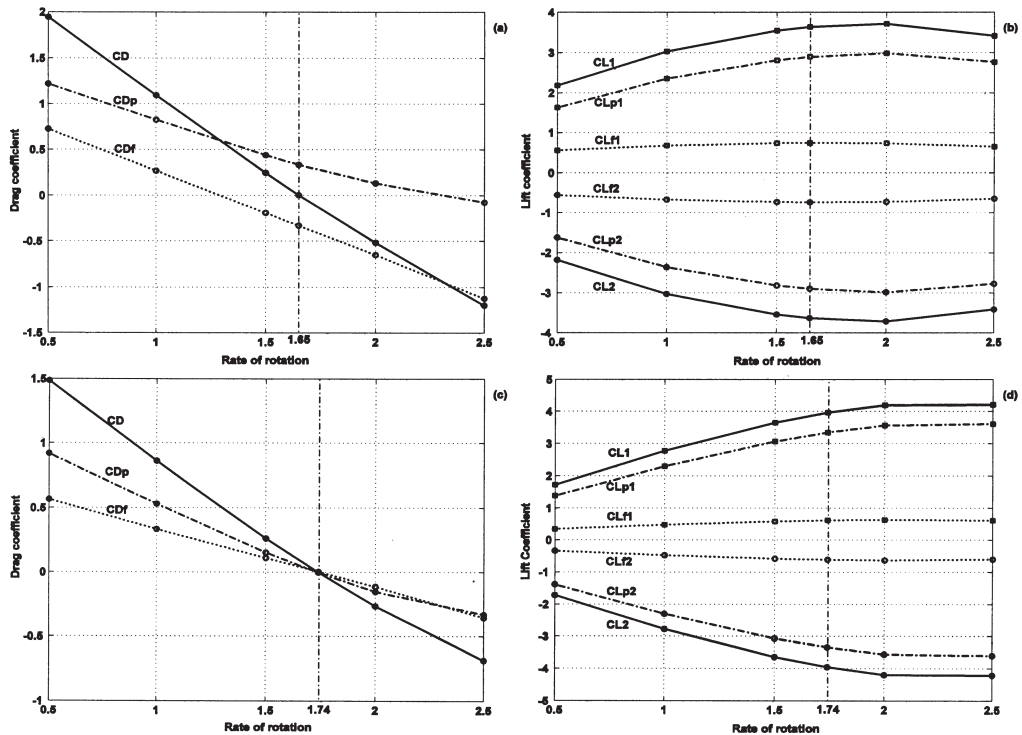 (a)
2
1.5
1
0.5
0
-0.5
-1
-1.5
Drag coefficient
CD
CDp
CDf
0.5
1
1.5
1.65
2
2.5
Rate of rotation
(b)
4
3
2
1
0
-1
-2
-3
-4
Lift coefficient
CL1
CLp1
CLf1
CLf2
CLp2
CL2
0.5
1
1.5
1.65
2
2.5
Rate of rotation
(c)
1.5
1
0.5
0
-0.5
-1
Drag coefficient
CD
CDp
CDf
0.5
1
1.5
1.74
2
2.5
Rate of rotation
(d)
5
4
3
2
1
0
-1
-2
-3
-4
-5
Lift Coefficient
CL1
CLp1
CLf1
CLf2
CLp2
CL2
0.5
1
1.5
1.74
2
2.5
Rate of rotation